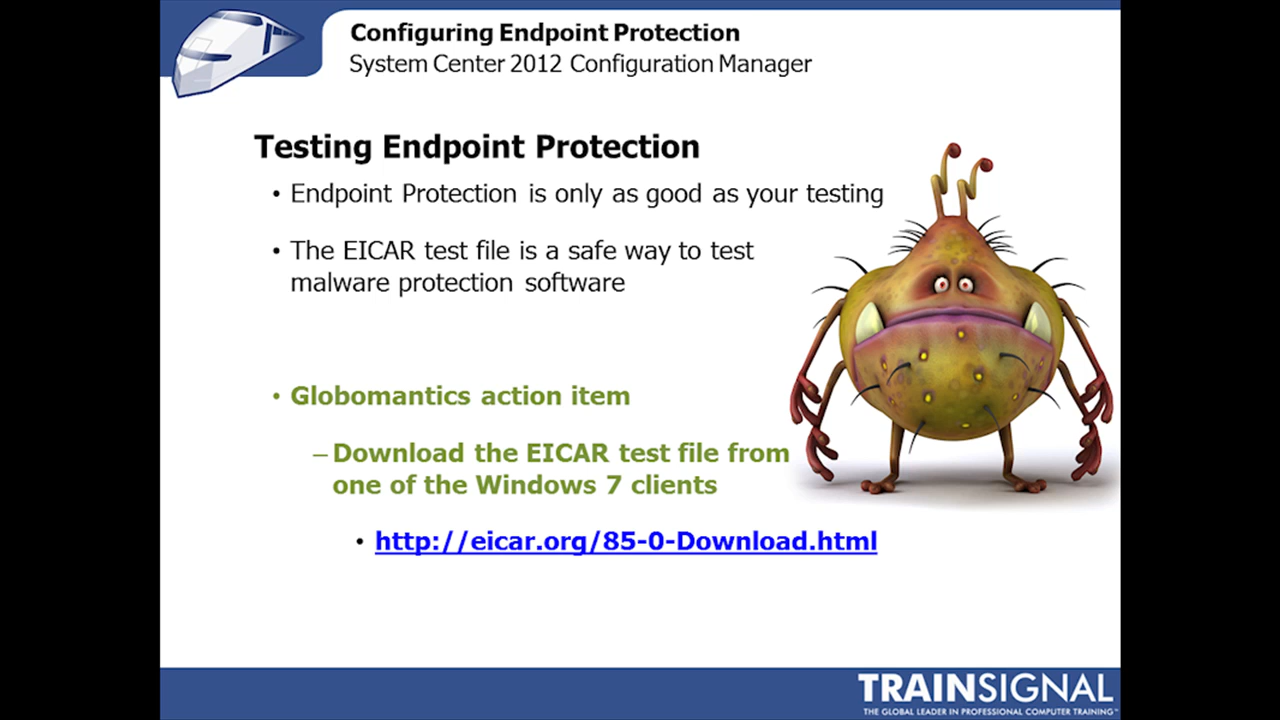 Configuring Endpoint Protection
System Center 2012 Configuration Manager
Testing Endpoint Protection
• Endpoint Protection is only as good as your testing
• The EICAR test file is a safe way to test
malware protection software
• Globomantics action item
– Download the EICAR test file from
one of the Windows 7 clients
• http://eicar.org/85-0-Download.html
TRAINSIGNAL
THE GLOBAL LEADER IN PROFESSIONAL COMPUTER TRAINING™